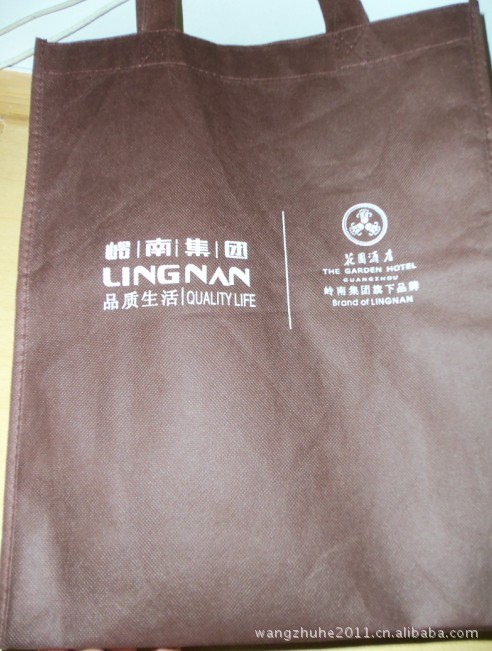 岭南集团
LINGNAN
品质生活|QUALITY LIFE
花园酒店
THE GARDEN HOTEL
GUANGZHOU
岭南集团旗下品牌
Brand of LINGNAN
wangzhuhe2011.cn.alibaba.com